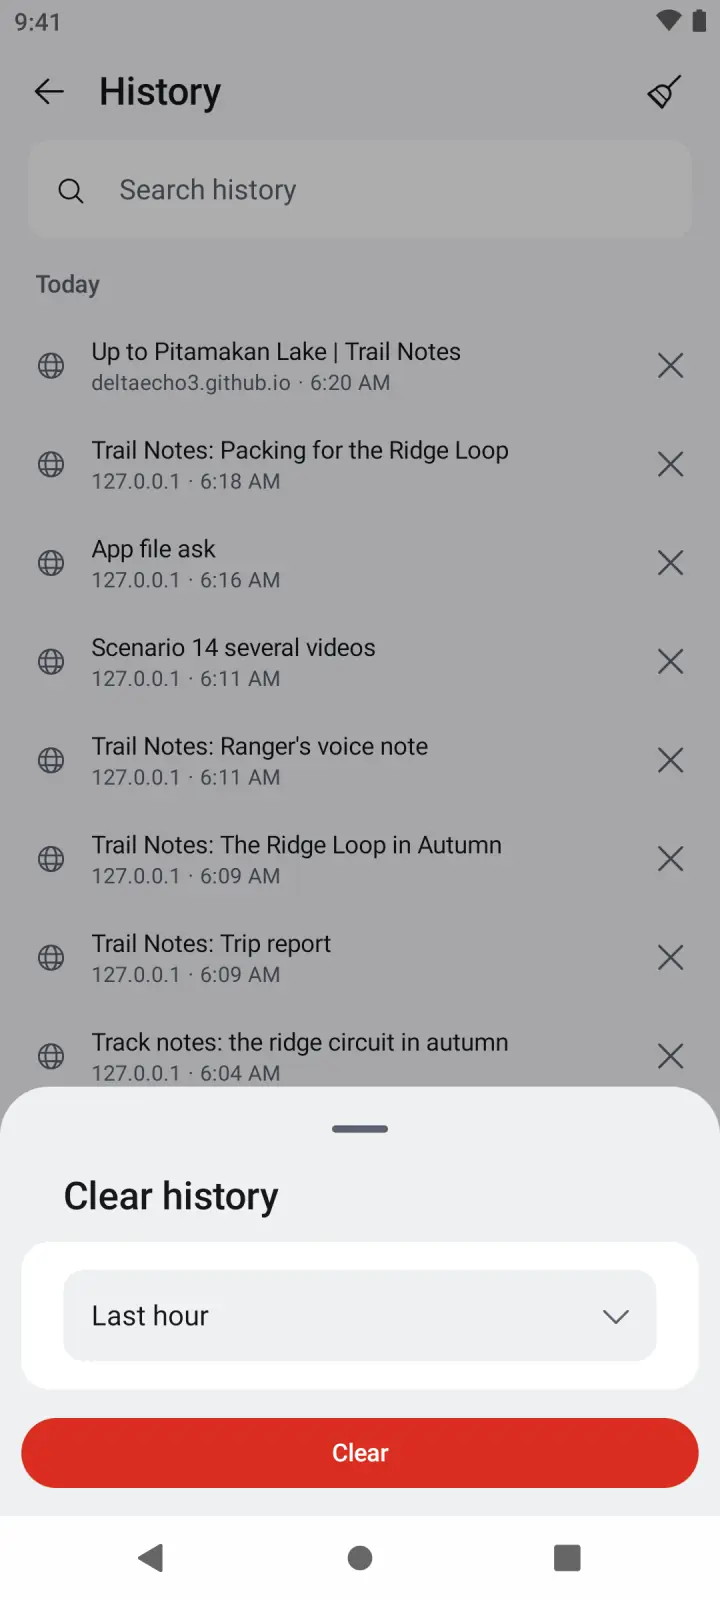 9:41
History
Search history
Today
Up to Pitamakan Lake | Trail Notes
deltaecho3.github.io · 6:20 AM
Trail Notes: Packing for the Ridge Loop
127.0.0.1 · 6:18 AM
App file ask
127.0.0.1 · 6:16 AM
Scenario 14 several videos
127.0.0.1 · 6:11 AM
Trail Notes: Ranger's voice note
127.0.0.1 · 6:11 AM
Trail Notes: The Ridge Loop in Autumn
127.0.0.1 · 6:09 AM
Trail Notes: Trip report
127.0.0.1 · 6:09 AM
Track notes: the ridge circuit in autumn
127.0.0.1 · 6:04 AM
Clear history
Last hour
Clear